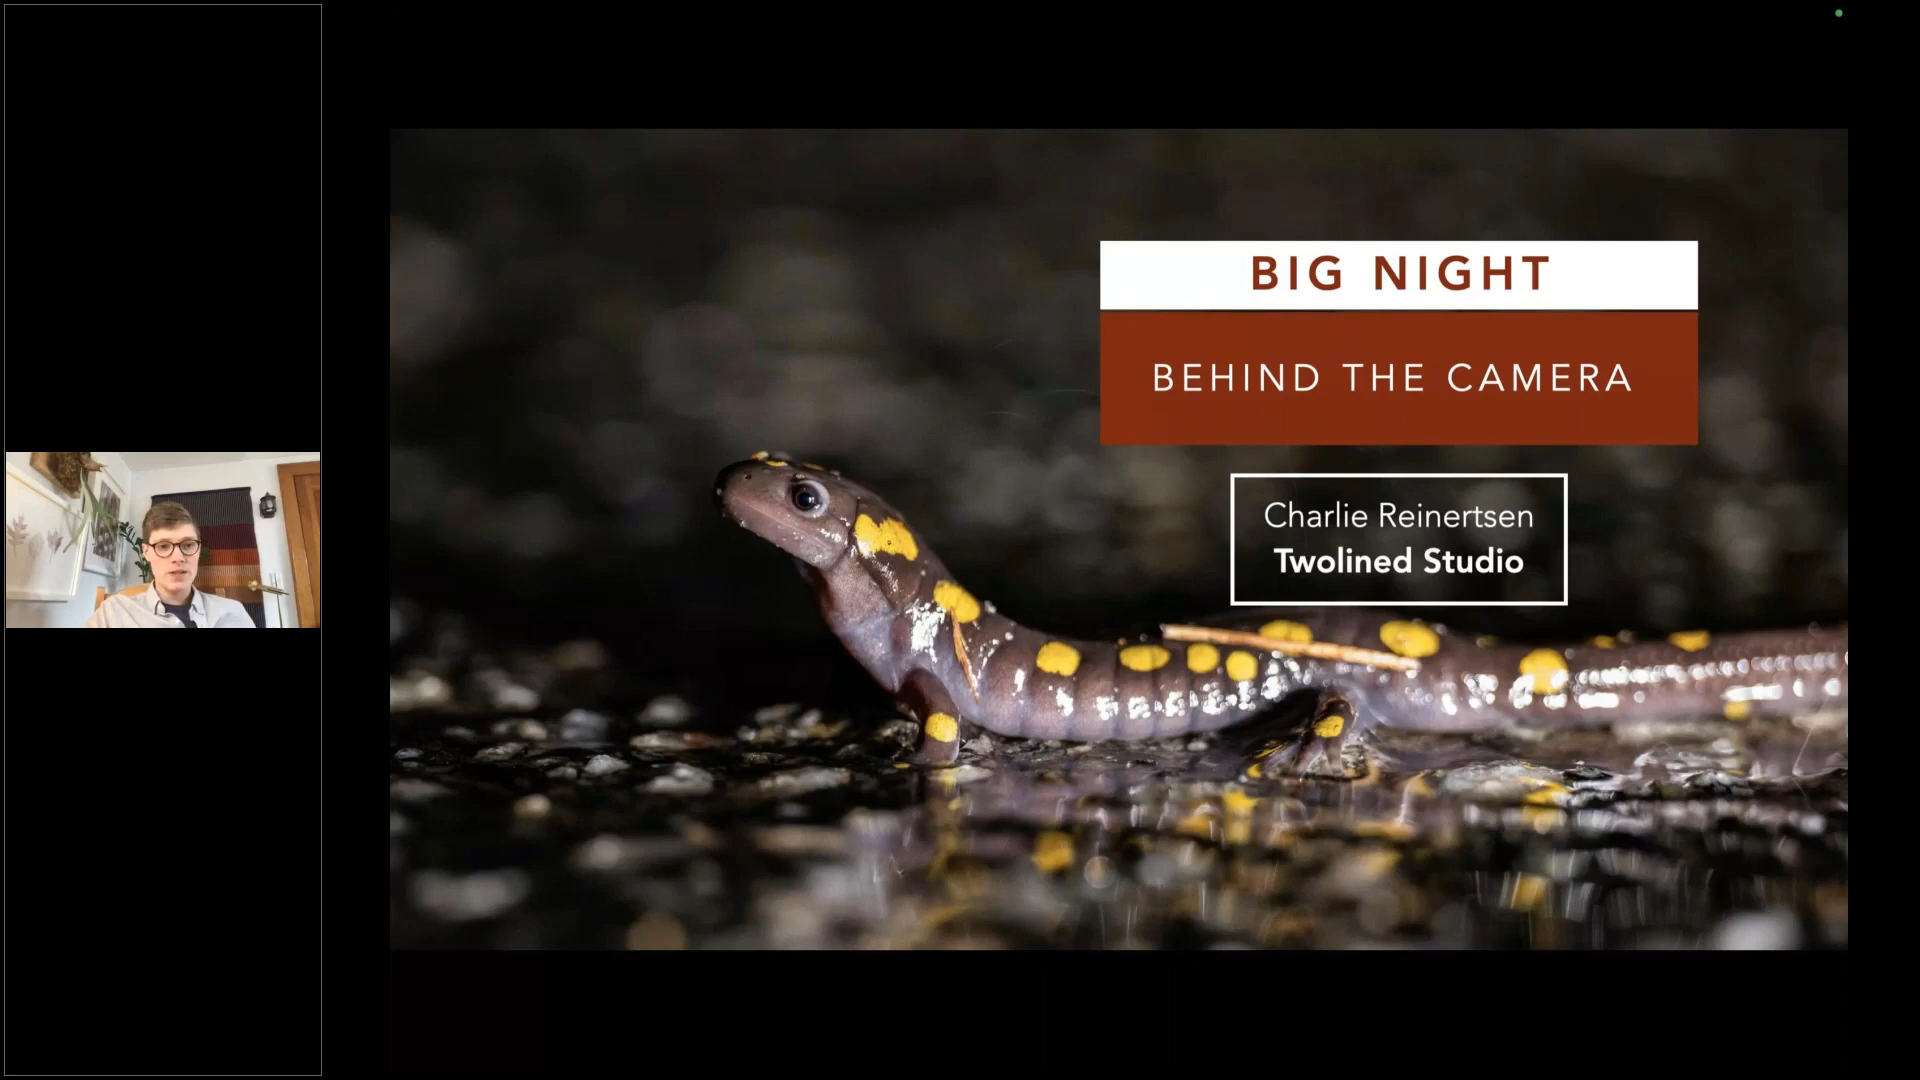 BIG NIGHT
BEHIND THE CAMERA
Charlie Reinertsen
Twolined Studio